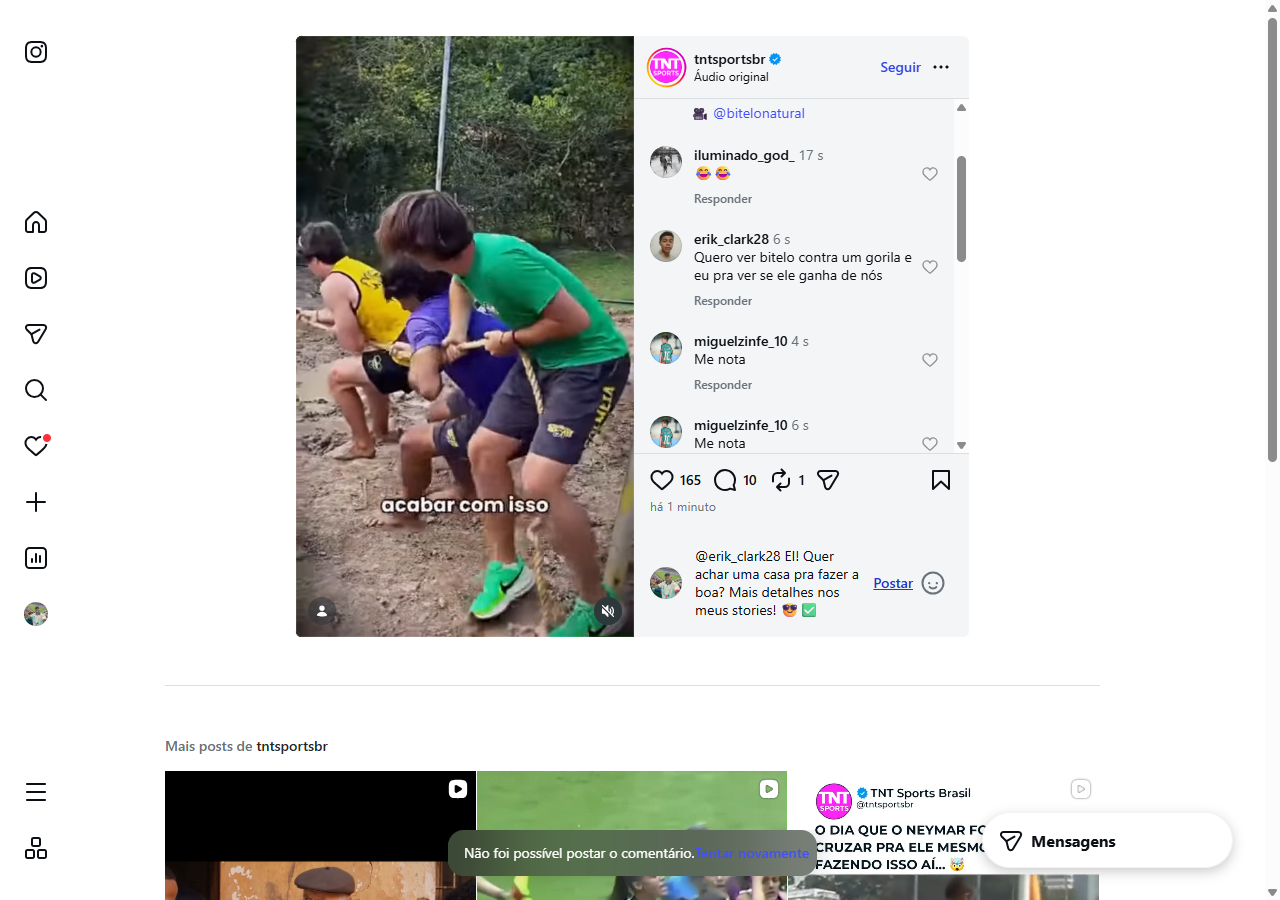 acabar com isso
TNT
SPORTS
tntsportsbr
Áudio original
Seguir
@bitelonatural
iluminado_god_ 17 s
😂😂
Responder
erik_clark28 6 s
Quero ver bitelo contra um gorila e
eu pra ver se ele ganha de nós
Responder
miguelzinfe_10 4 s
Me nota
Responder
miguelzinfe_10 6 s
Me nota
165
10
1
há 1 minuto
@erik_clark28 EI! Quer
achar uma casa pra fazer a
boa? Mais detalhes nos
meus stories! 😎 ✅
Postar
Mais posts de tntsportsbr
TNT
SPORTS
TNT Sports Brasil
@tntsportsbr
O DIA QUE O NEYMAR FO
CRUZAR PRA ELE MESMO
FAZENDO ISSO AÍ... 🤯
Não foi possível postar o comentário. Tentar novamente
Mensagens